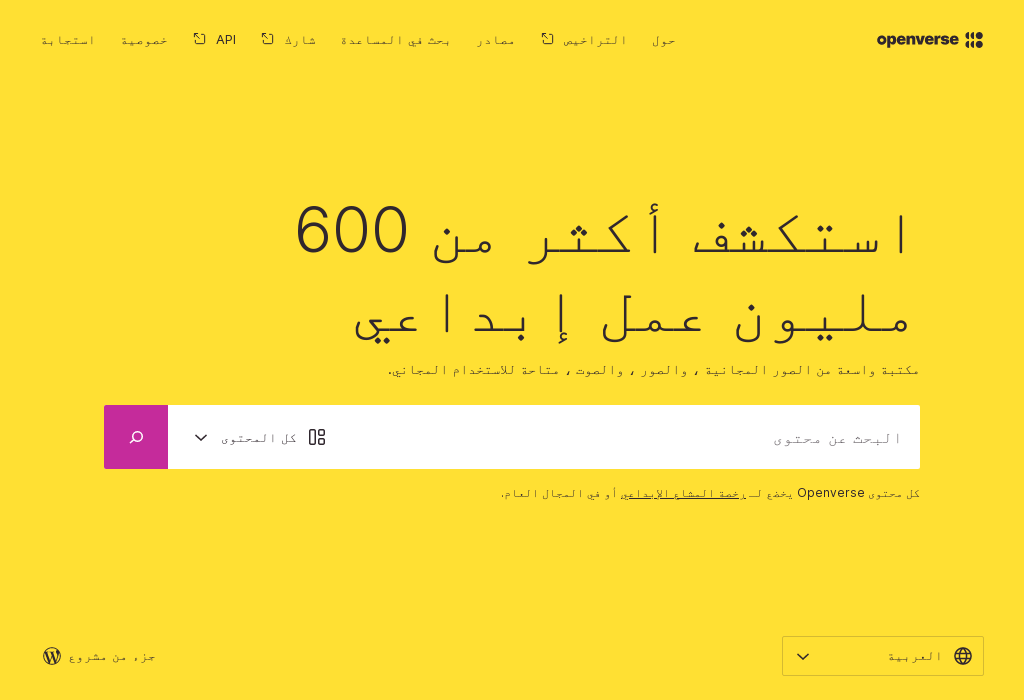 openverse
حول
التراخيص
مصادر
بحث في المساعدة
شارك
API
خصوصية
استجابة
استكشف أكثر من 600
مليون عمل إبداعي
مكتبة واسعة من الصور المجانية ، والصور ، والصوت ، متاحة للاستخدام المجاني.
البحث عن محتوى
كل المحتوى
كل محتوى Openverse يخضع لـ رخصة المشاع الإبداعي أو في المجال العام.
العربية
جزء من مشروع